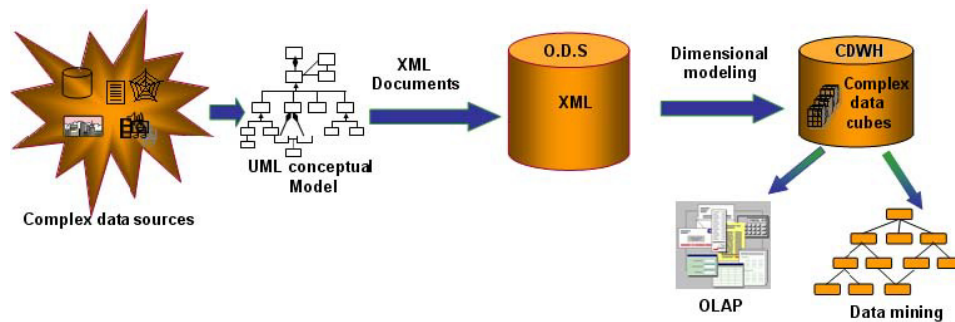 Complex data sources
UML conceptual
Model
XML
Documents
O.D.S
XML
Dimensional
modeling
CDWH
Complex
data
cubes
OLAP
Data mining